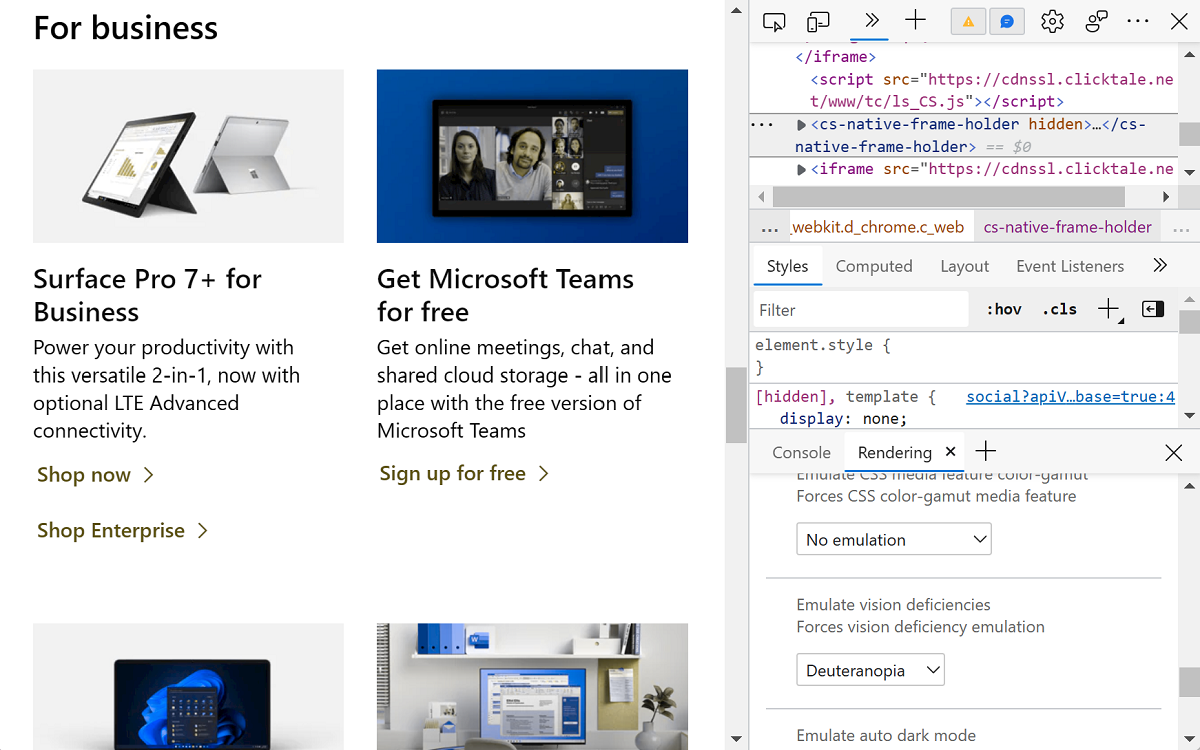 For business
Surface Pro 7+ for
Business
Power your productivity with
this versatile 2-in-1, now with
optional LTE Advanced
connectivity.
Shop now
Shop Enterprise
Get Microsoft Teams
for free
Get online meetings, chat, and
shared cloud storage - all in one
place with the free version of
Microsoft Teams
Sign up for free
</iframe>
<script src="https://cdnssl.clicktale.ne
t/www/tc/ls_CS.js"></script>
<cs-native-frame-holder hidden>…</cs-
native-frame-holder> == $0
<iframe src="https://cdnssl.clicktale.ne
... _webkit.d_chrome.c_web cs-native-frame-holder ...
Styles Computed Layout Event Listeners
Filter :hov .cls
element.style {
}
[hidden], template { social?apiV…base=true:4
display: none;
Console Rendering
Emulate CSS media feature color-gamut
Forces CSS color-gamut media feature
No emulation
Emulate vision deficiencies
Forces vision deficiency emulation
Deuteranopia
Emulate auto dark mode